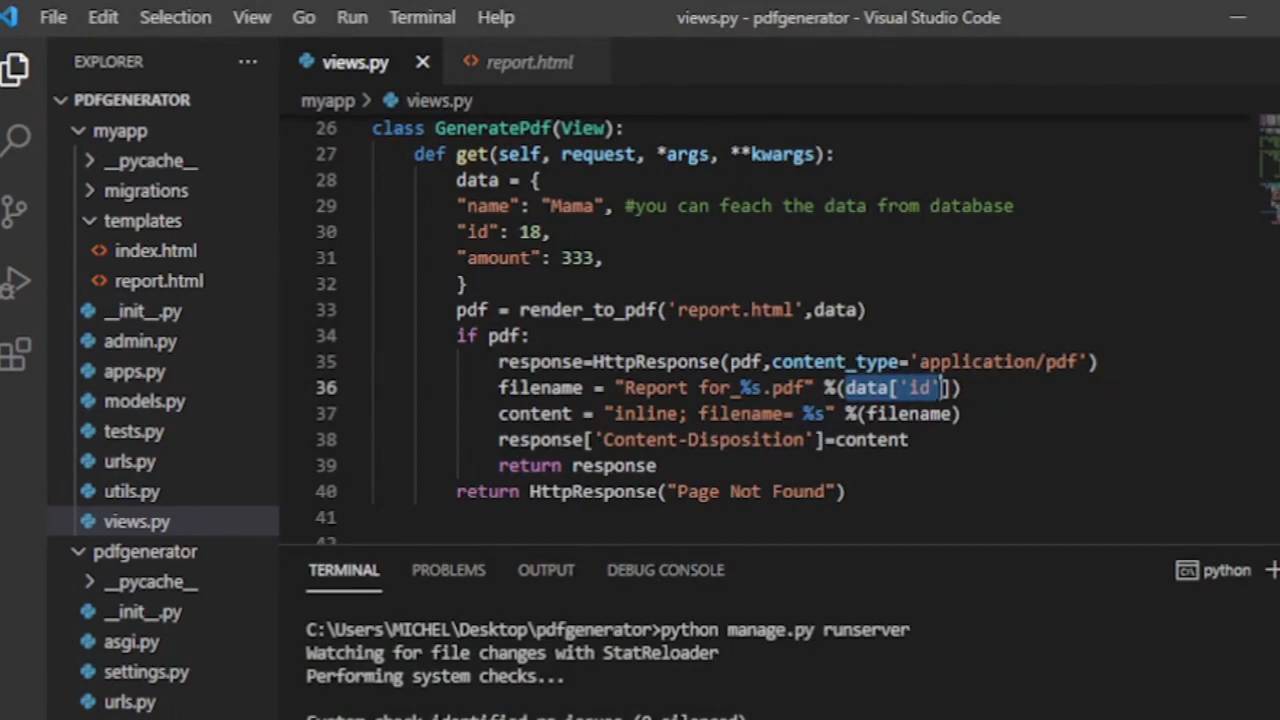 File Edit Selection View Go Run Terminal Help views.py - pdfgenerator - Visual Studio Code
EXPLORER ··· views.py report.html
PDFGENERATOR
myapp > views.py
myapp
__pycache__
migrations
templates
index.html
report.html
__init__.py
admin.py
apps.py
models.py
tests.py
urls.py
utils.py
views.py
pdfgenerator
__pycache__
__init__.py
asgi.py
settings.py
urls.py
26 class GeneratePdf(View):
27 def get(self, request, *args, **kwargs):
28 data = {
29 "name": "Mama", #you can feach the data from database
30 "id": 18,
31 "amount": 333,
32 }
33 pdf = render_to_pdf('report.html',data)
34 if pdf:
35 response=HttpResponse(pdf,content_type='application/pdf')
36 filename = "Report for_%s.pdf" %(data['id'])
37 content = "inline; filename= %s" %(filename)
38 response['Content-Disposition']=content
39 return response
40 return HttpResponse("Page Not Found")
41
42
TERMINAL PROBLEMS OUTPUT DEBUG CONSOLE python
C:\Users\MICHEL\Desktop\pdfgenerator>python manage.py runserver
Watching for file changes with StatReloader
Performing system checks...
System check identified no issues (0 silenced)